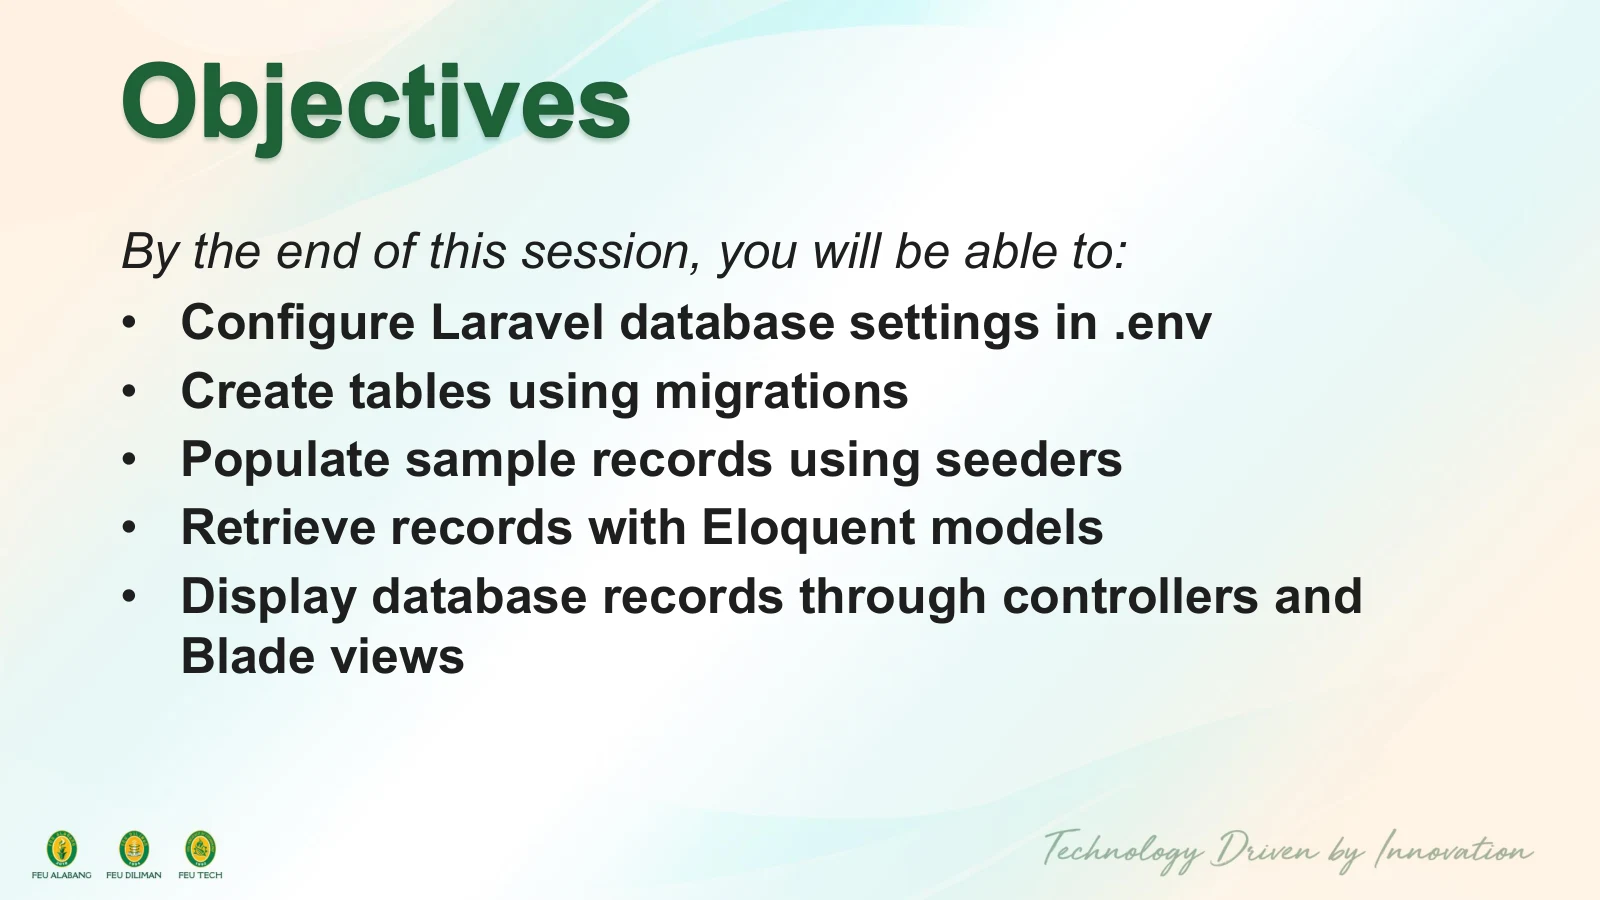 Objectives
By the end of this session, you will be able to:
• Configure Laravel database settings in .env
• Create tables using migrations
• Populate sample records using seeders
• Retrieve records with Eloquent models
• Display database records through controllers and
Blade views
FEU ALABANG FEU DILIMAN FEU TECH
Technology Driven by Innovation